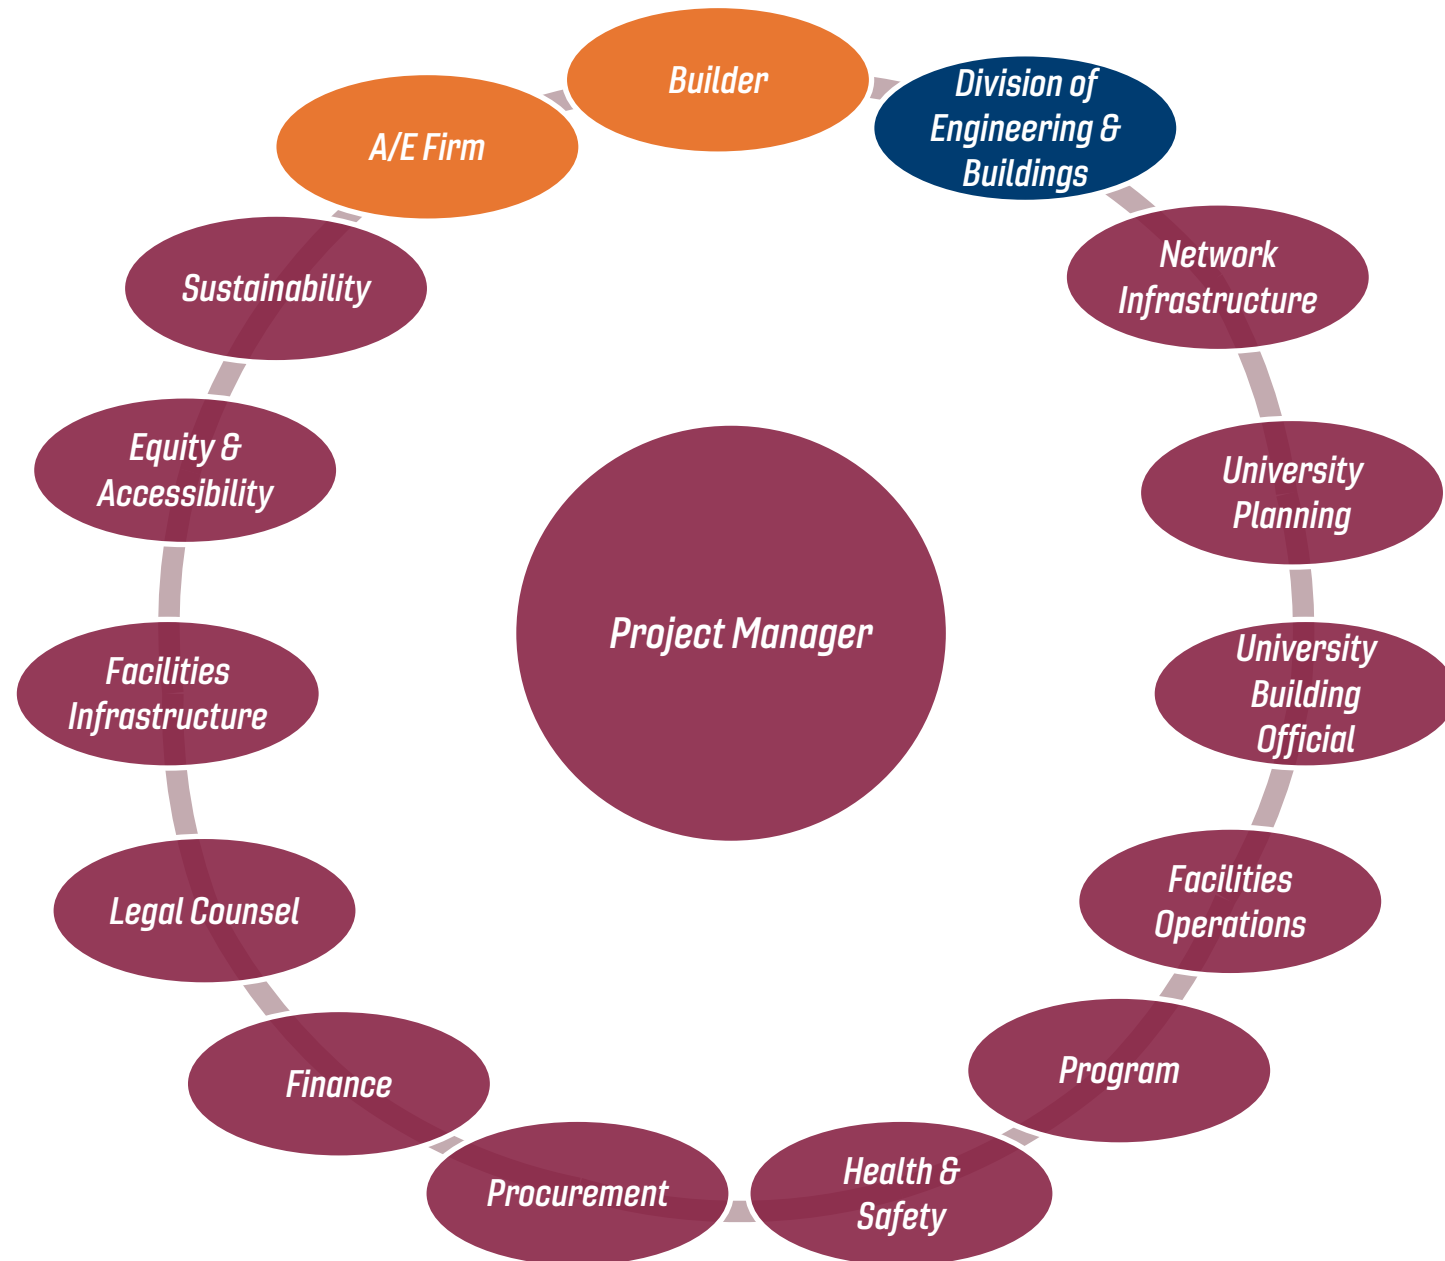 Builder
Division of
Engineering &
Buildings
A/E Firm
Network
Infrastructure
Sustainability
Equity &
Accessibility
University
Planning
Project Manager
Facilities
Infrastructure
University
Building
Official
Legal Counsel
Facilities
Operations
Finance
Program
Procurement
Health &
Safety